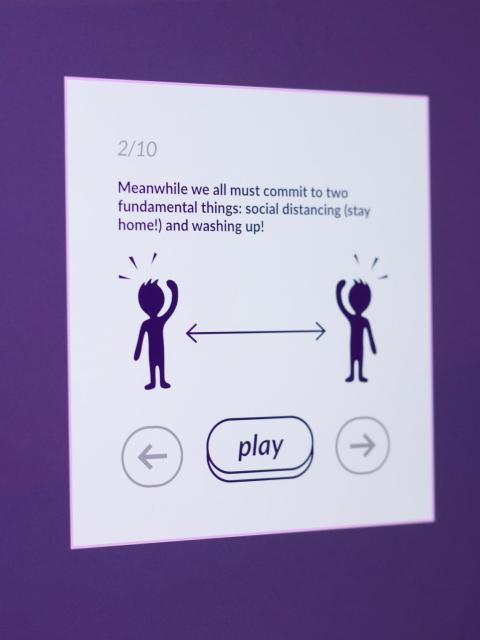 2/10
Meanwhile we all must commit to two
fundamental things: social distancing (stay
home!) and washing up!
play